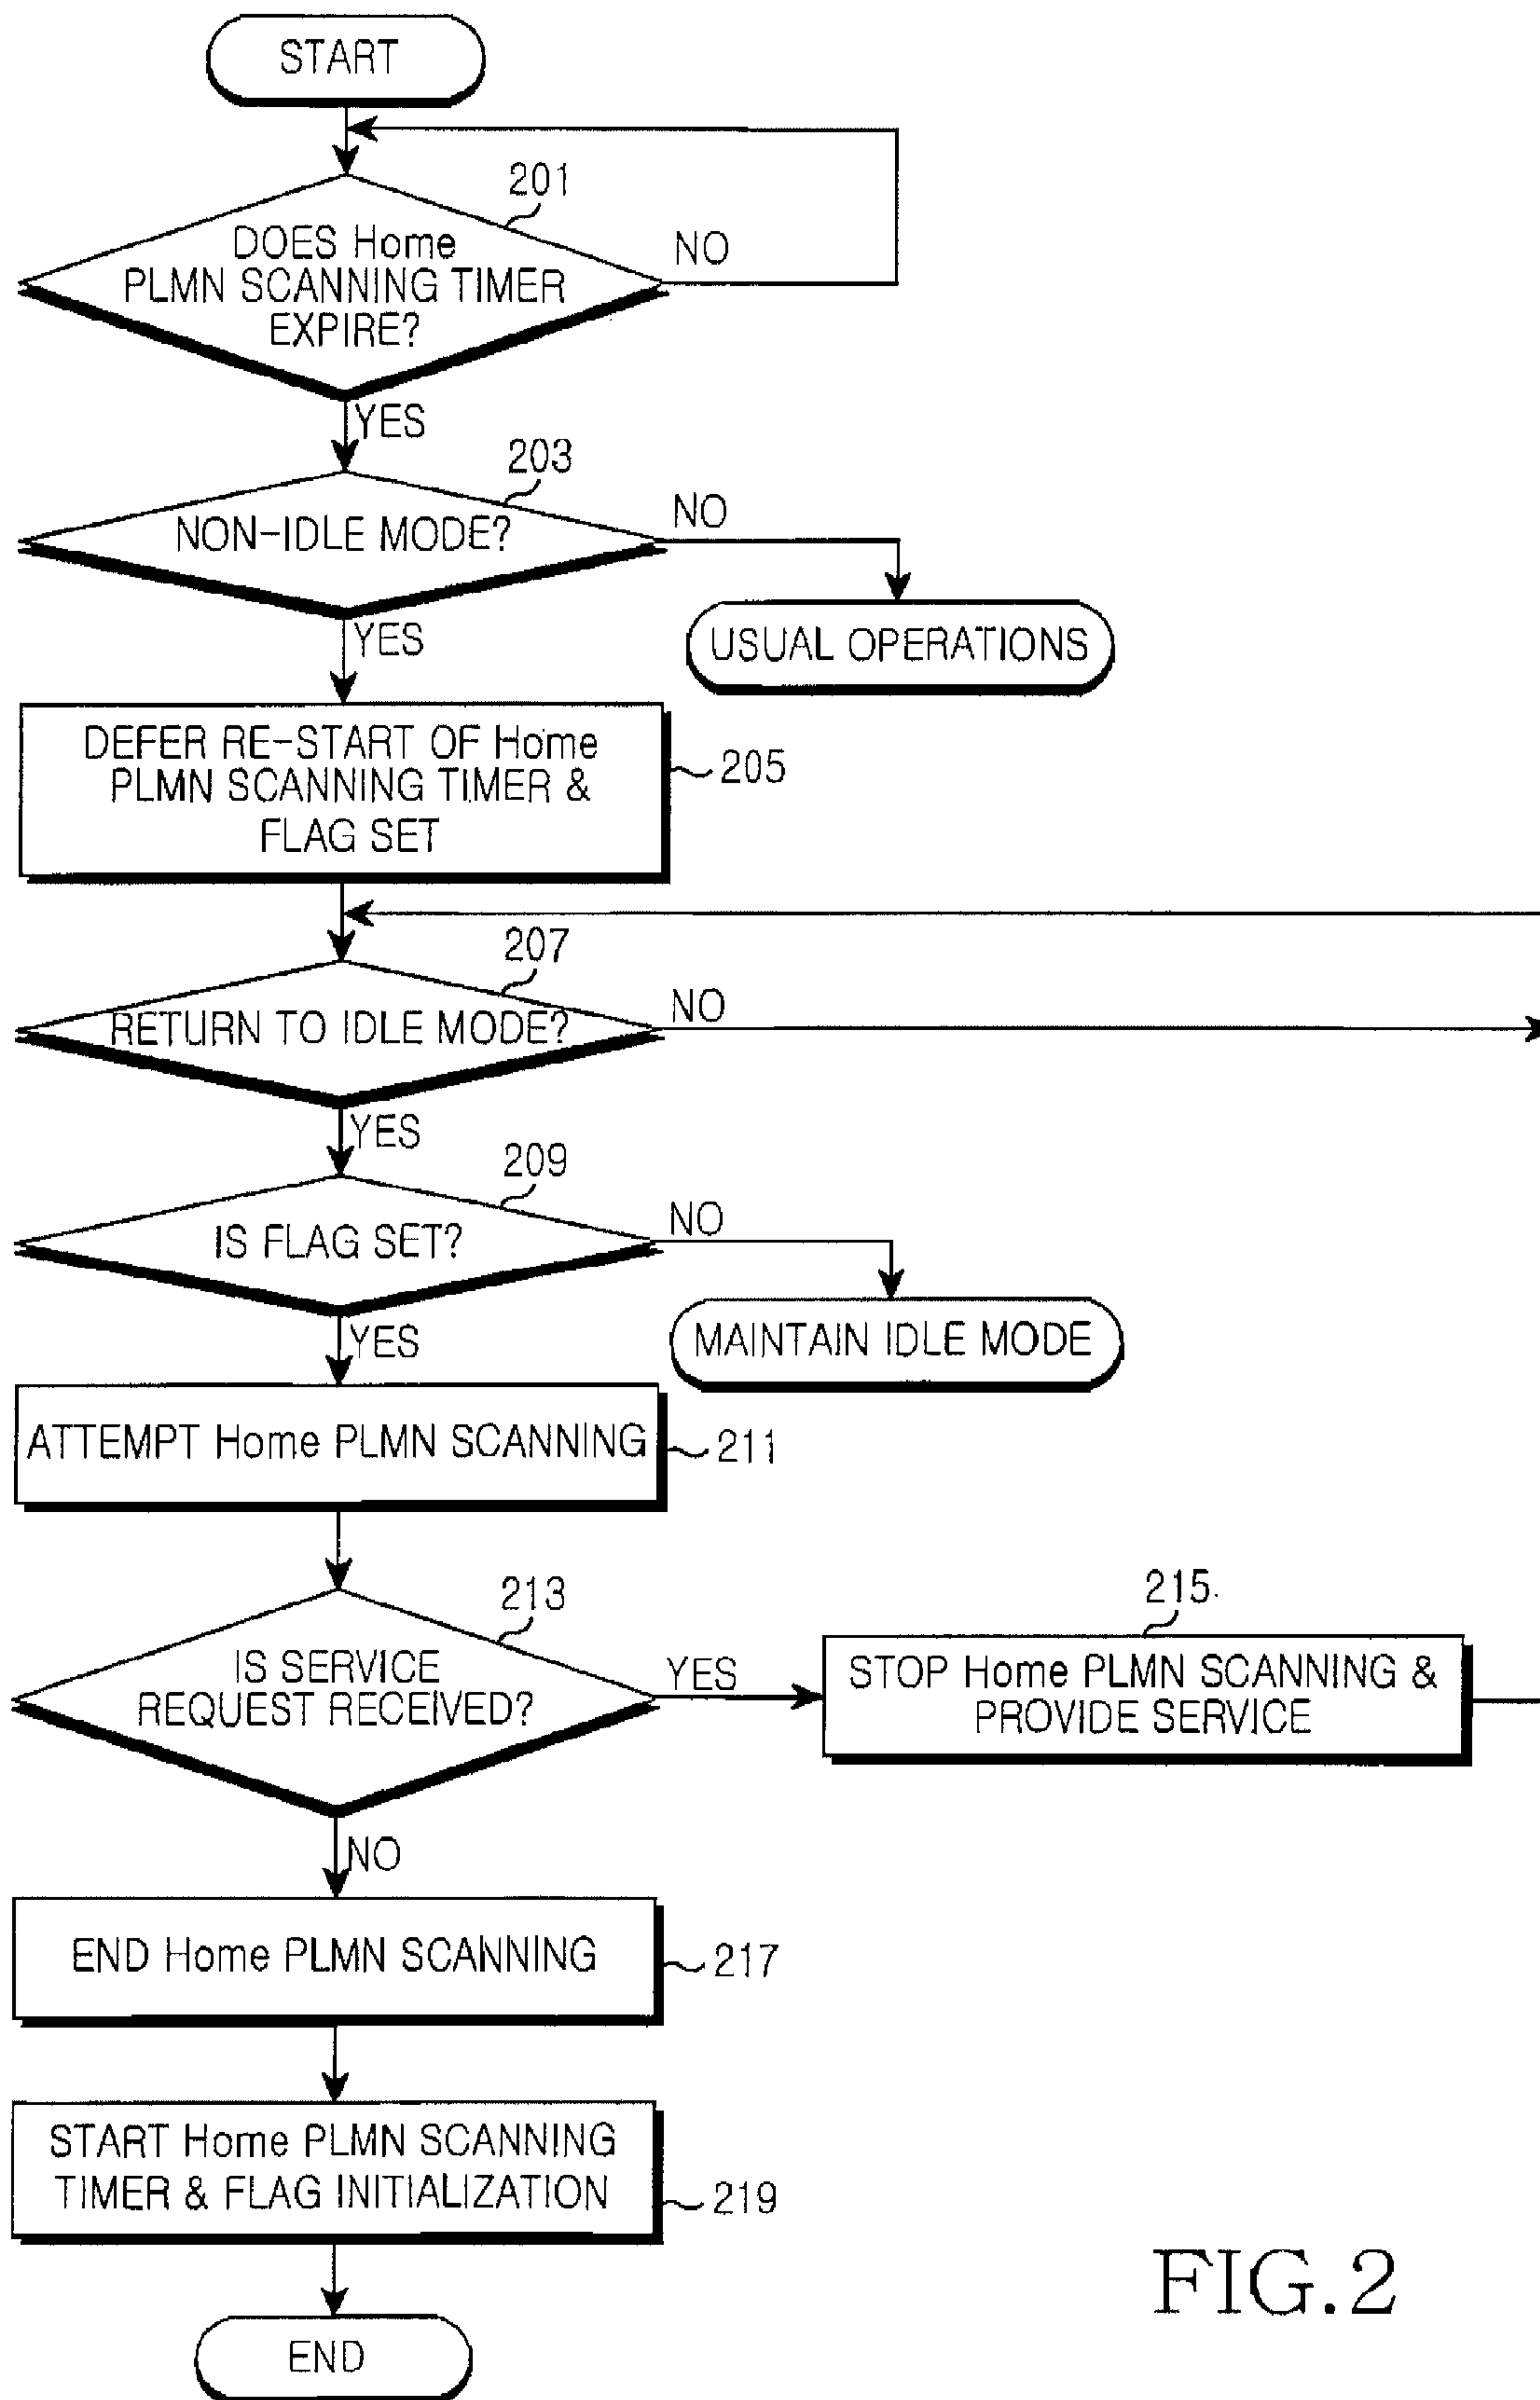 START
201
DOES Home
PLMN SCANNING TIMER
EXPIRE?
NO
YES
203
NON-IDLE MODE?
NO
YES
USUAL OPERATIONS
DEFER RE-START OF Home
PLMN SCANNING TIMER &
FLAG SET
205
207
RETURN TO IDLE MODE?
NO
YES
209
IS FLAG SET?
NO
YES
MAINTAIN IDLE MODE
ATTEMPT Home PLMN SCANNING
211
213
IS SERVICE
REQUEST RECEIVED?
YES
215
STOP Home PLMN SCANNING &
PROVIDE SERVICE
NO
END Home PLMN SCANNING
217
START Home PLMN SCANNING
TIMER & FLAG INITIALIZATION
219
END
FIG.2